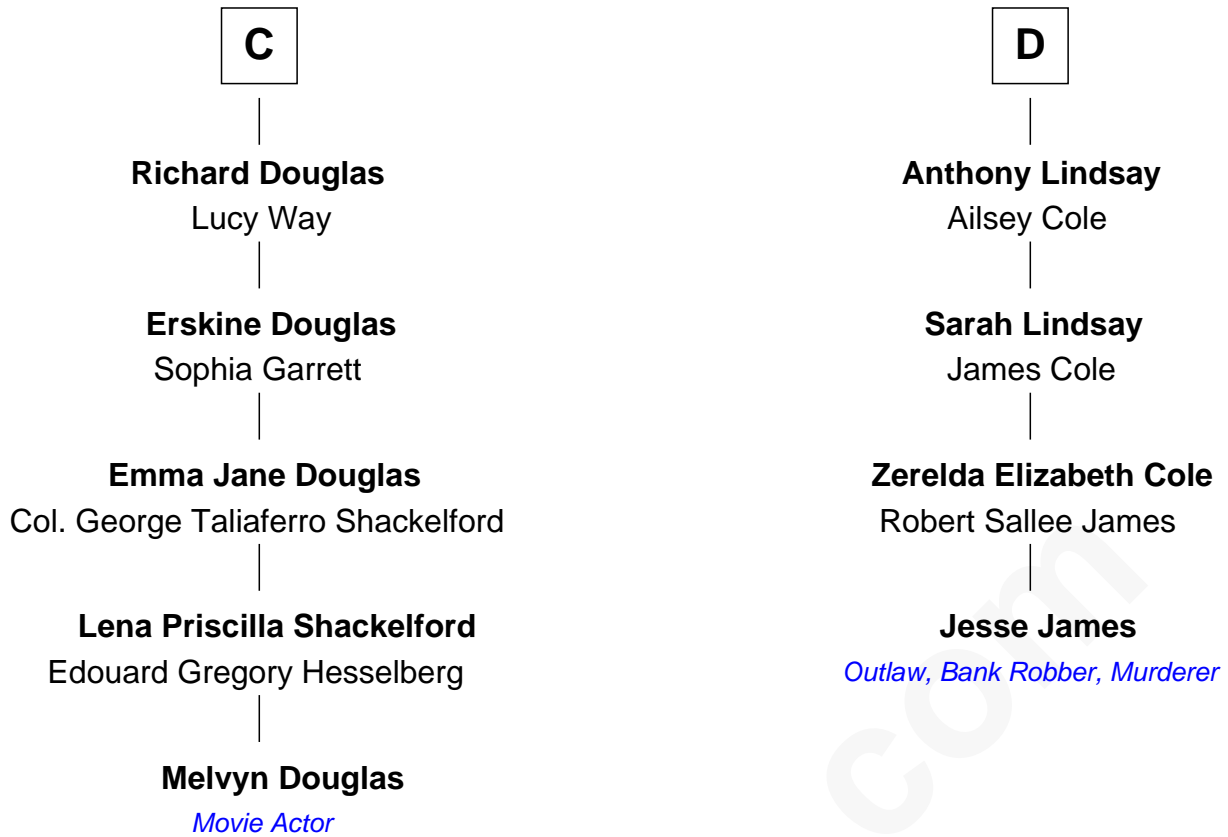 C
Richard Douglas
Lucy Way
Erskine Douglas
Sophia Garrett
Emma Jane Douglas
Col. George Taliaferro Shackelford
Lena Priscilla Shackelford
Edouard Gregory Hesselberg
Melvyn Douglas
Movie Actor
D
Anthony Lindsay
Ailsey Cole
Sarah Lindsay
James Cole
Zerelda Elizabeth Cole
Robert Sallee James
Jesse James
Outlaw, Bank Robber, Murderer
com